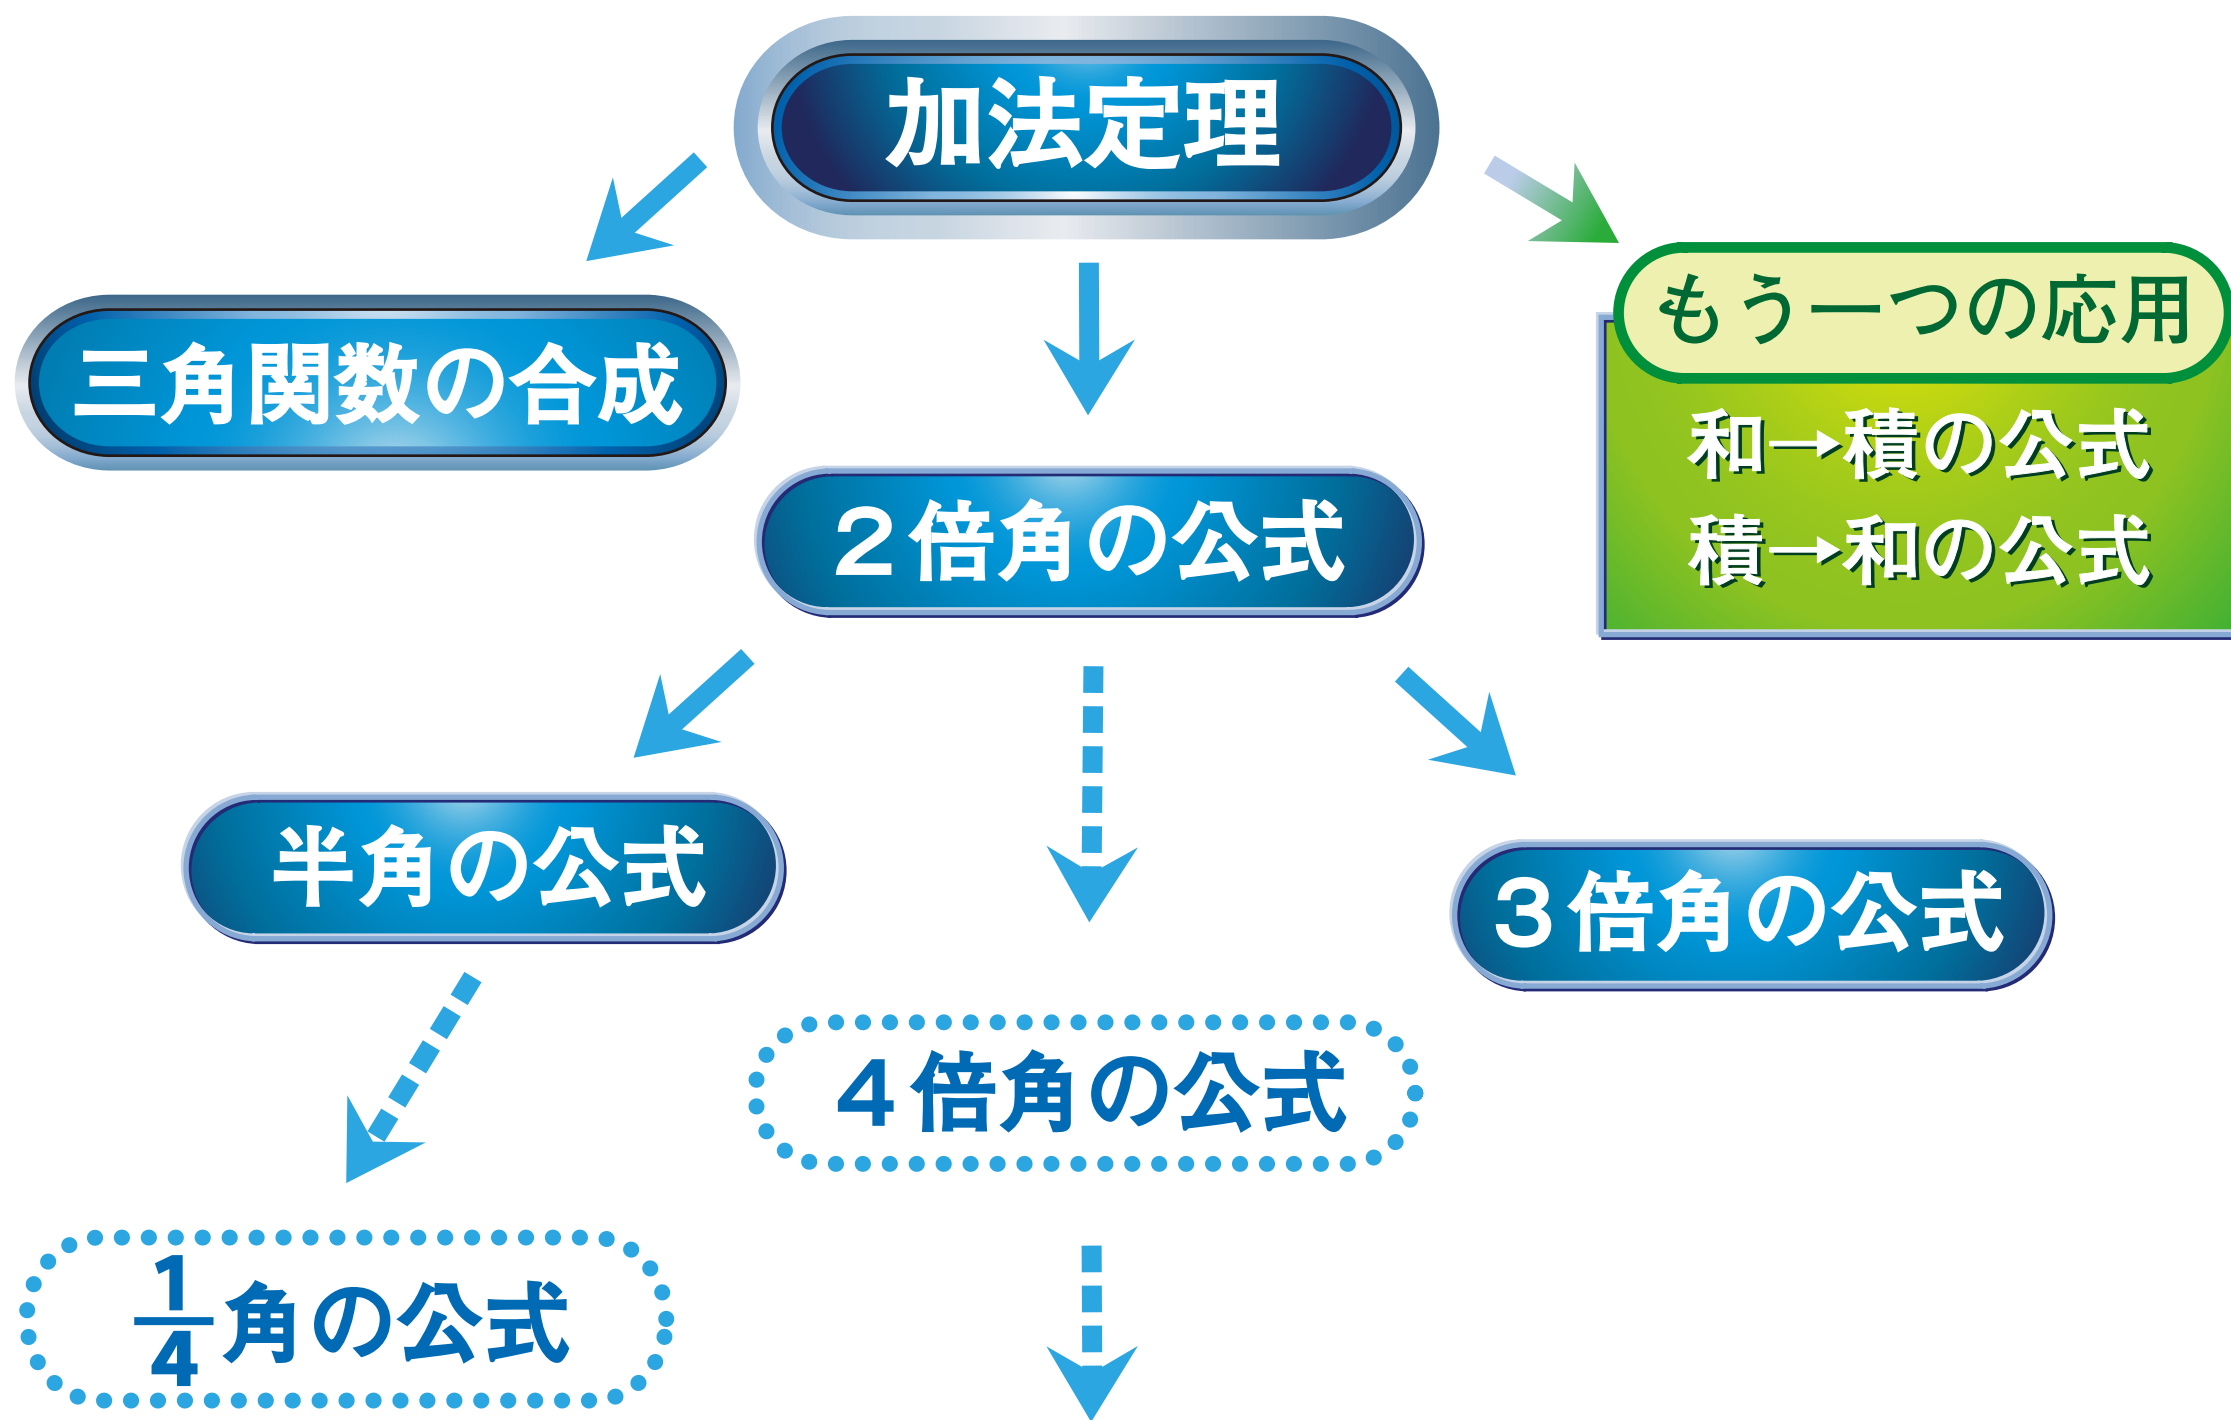 加法定理
三角関数の合成
もう一つの応用
和→積の公式
積→和の公式
２倍角の公式
半角の公式
３倍角の公式
４倍角の公式
1/4角の公式